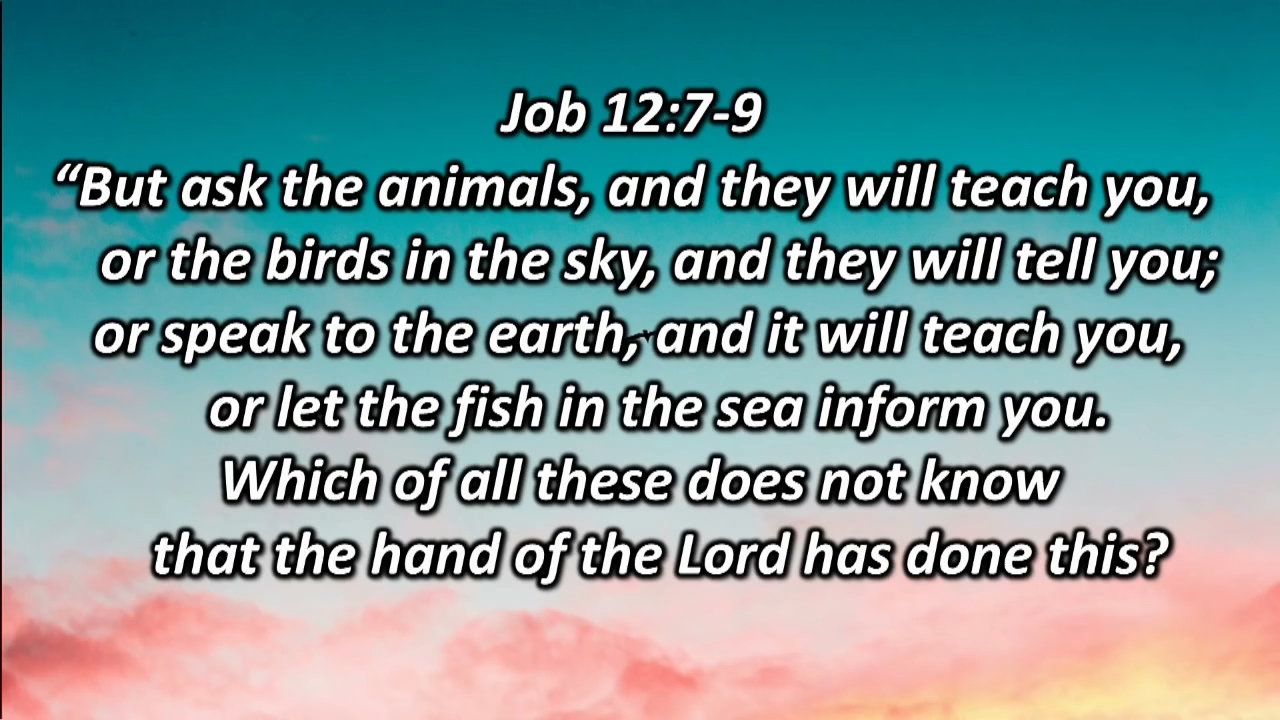 Job 12:7-9
“But ask the animals, and they will teach you,
or the birds in the sky, and they will tell you;
or speak to the earth, and it will teach you,
or let the fish in the sea inform you.
Which of all these does not know
that the hand of the Lord has done this?